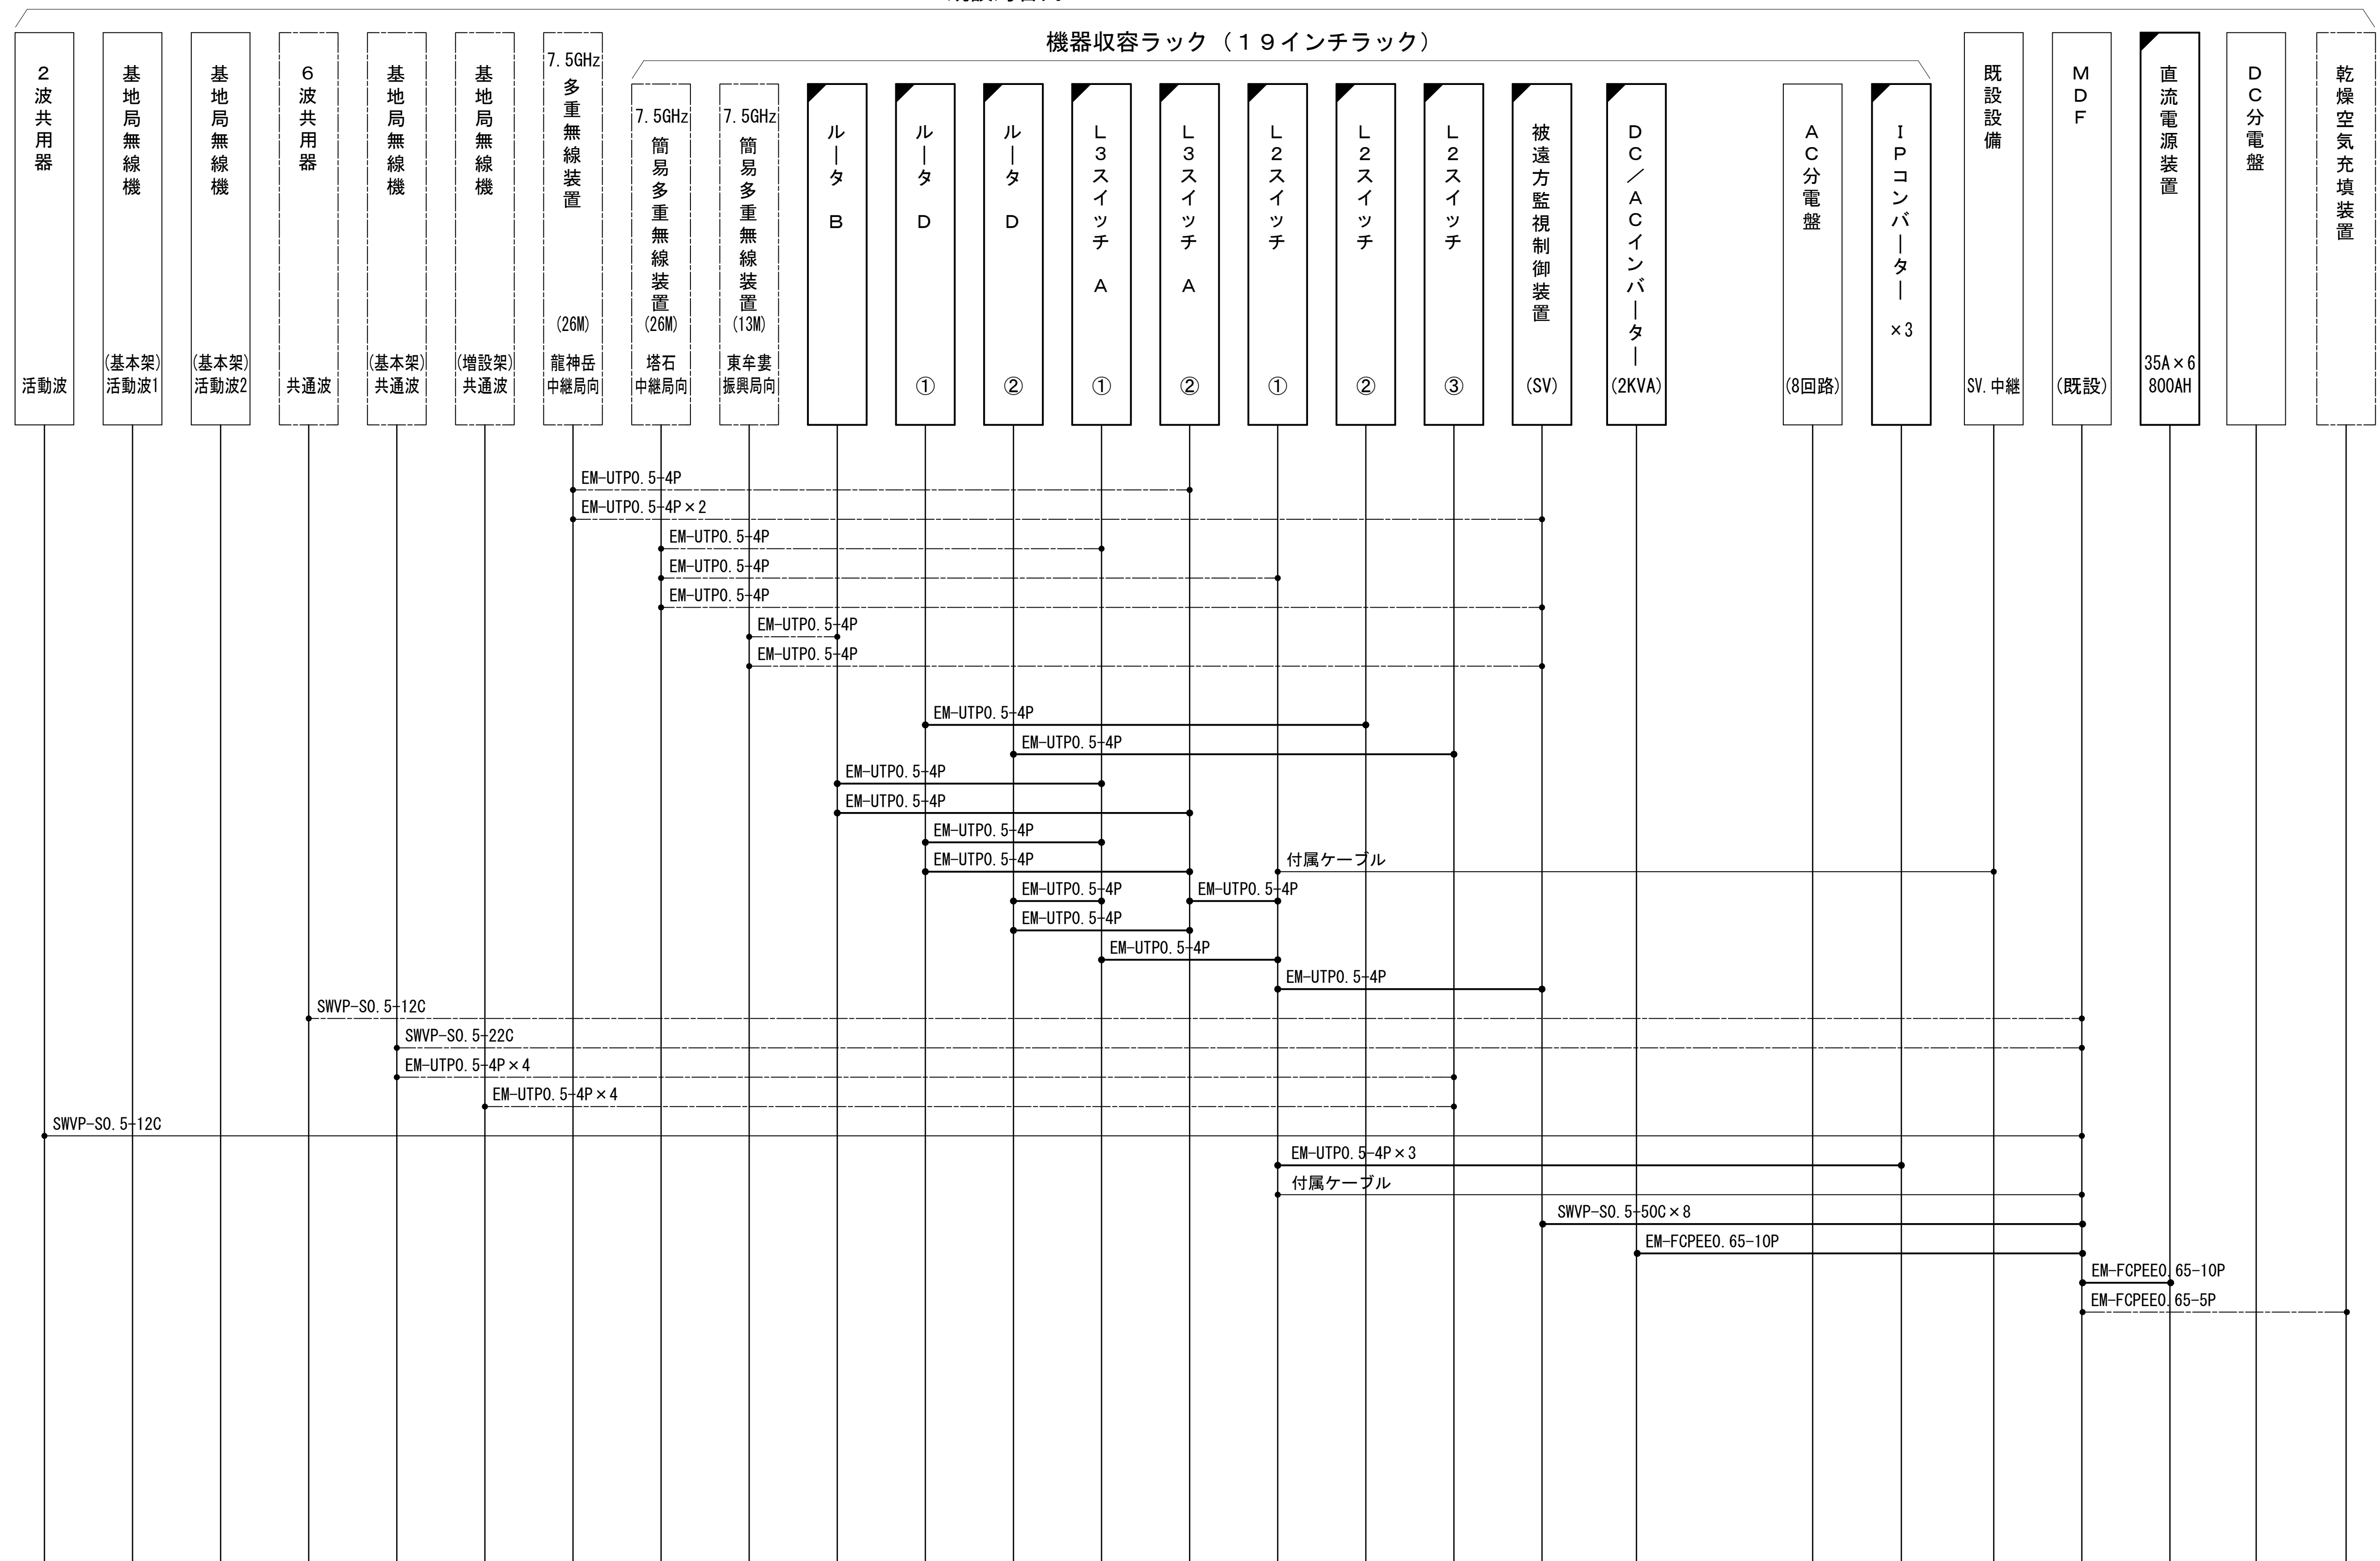 機器収容ラック（１９インチラック）
２波共用器
活動波
基地局無線機
(基本架)
活動波1
基地局無線機
(基本架)
活動波2
６波共用器
共通波
基地局無線機
(基本架)
共通波
基地局無線機
(増設架)
共通波
7.5GHz
多重無線装置
(26M)
龍神岳
中継局向
7.5GHz
簡易多重無線装置
(26M)
塔石
中継局向
7.5GHz
簡易多重無線装置
(13M)
東牟婁
振興局向
ルータ　Ｂ
ルータ　Ｄ
①
ルータ　Ｄ
②
Ｌ３スイッチ　Ａ
①
Ｌ３スイッチ　Ａ
②
Ｌ２スイッチ
①
Ｌ２スイッチ
②
Ｌ２スイッチ
③
被遠方監視制御装置
(SV)
ＤＣ／ＡＣインバーター
(2KVA)
ＡＣ分電盤
(8回路)
ＩＰコンバーター
×3
既設設備
SV.中継
ＭＤＦ
(既設)
直流電源装置
35A×6
800AH
ＤＣ分電盤
乾燥空気充填装置
EM-UTP0.5-4P
EM-UTP0.5-4P×2
EM-UTP0.5-4P
EM-UTP0.5-4P
EM-UTP0.5-4P
EM-UTP0.5-4P
EM-UTP0.5-4P
EM-UTP0.5-4P
EM-UTP0.5-4P
EM-UTP0.5-4P
EM-UTP0.5-4P
EM-UTP0.5-4P
EM-UTP0.5-4P
付属ケーブル
EM-UTP0.5-4P
EM-UTP0.5-4P
EM-UTP0.5-4P
EM-UTP0.5-4P
EM-UTP0.5-4P
SWVP-S0.5-12C
SWVP-S0.5-22C
EM-UTP0.5-4P×4
EM-UTP0.5-4P×4
SWVP-S0.5-12C
EM-UTP0.5-4P×3
付属ケーブル
SWVP-S0.5-50C×8
EM-FCPEE0.65-10P
EM-FCPEE0.65-10P
EM-FCPEE0.65-5P